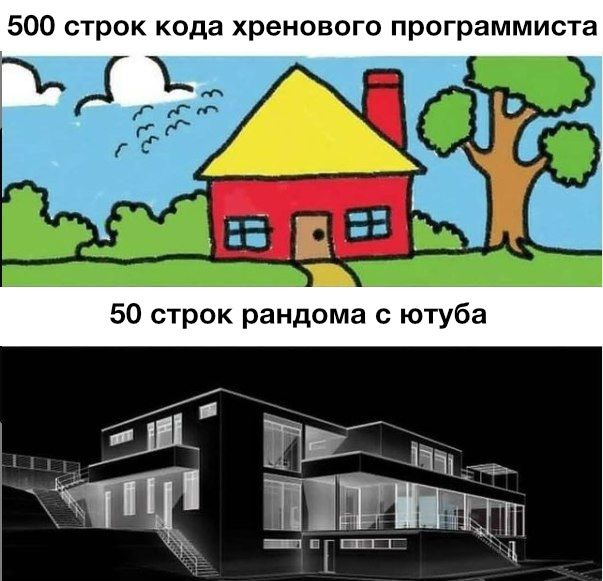 500 строк кода хренового программиста
50 строк рандома с ютуба